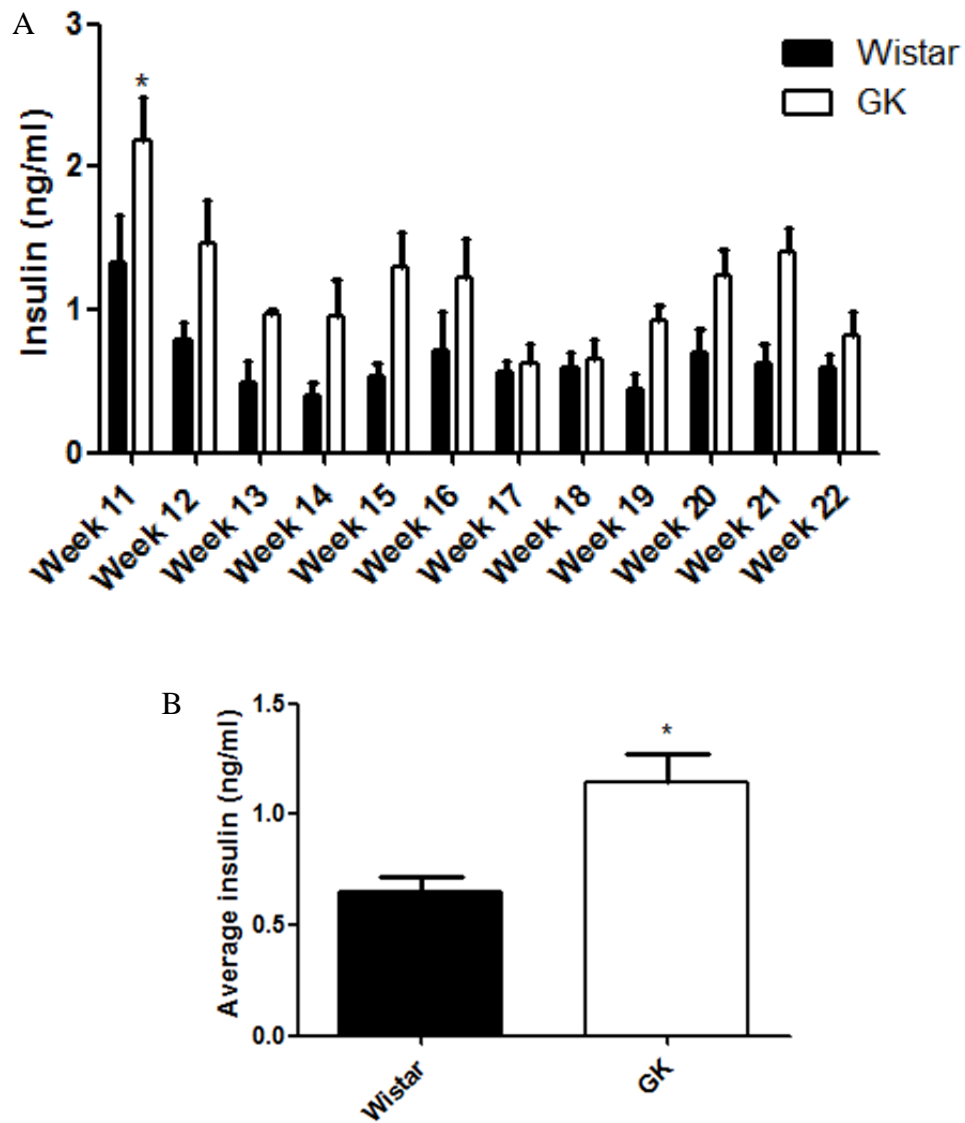 A
3
2
1
0
Insulin (ng/ml)
*
Wistar
GK
Week 11
Week 12
Week 13
Week 14
Week 15
Week 16
Week 17
Week 18
Week 19
Week 20
Week 21
Week 22
B
1.5
1.0
0.5
0.0
Average insulin (ng/ml)
*
Wistar
GK